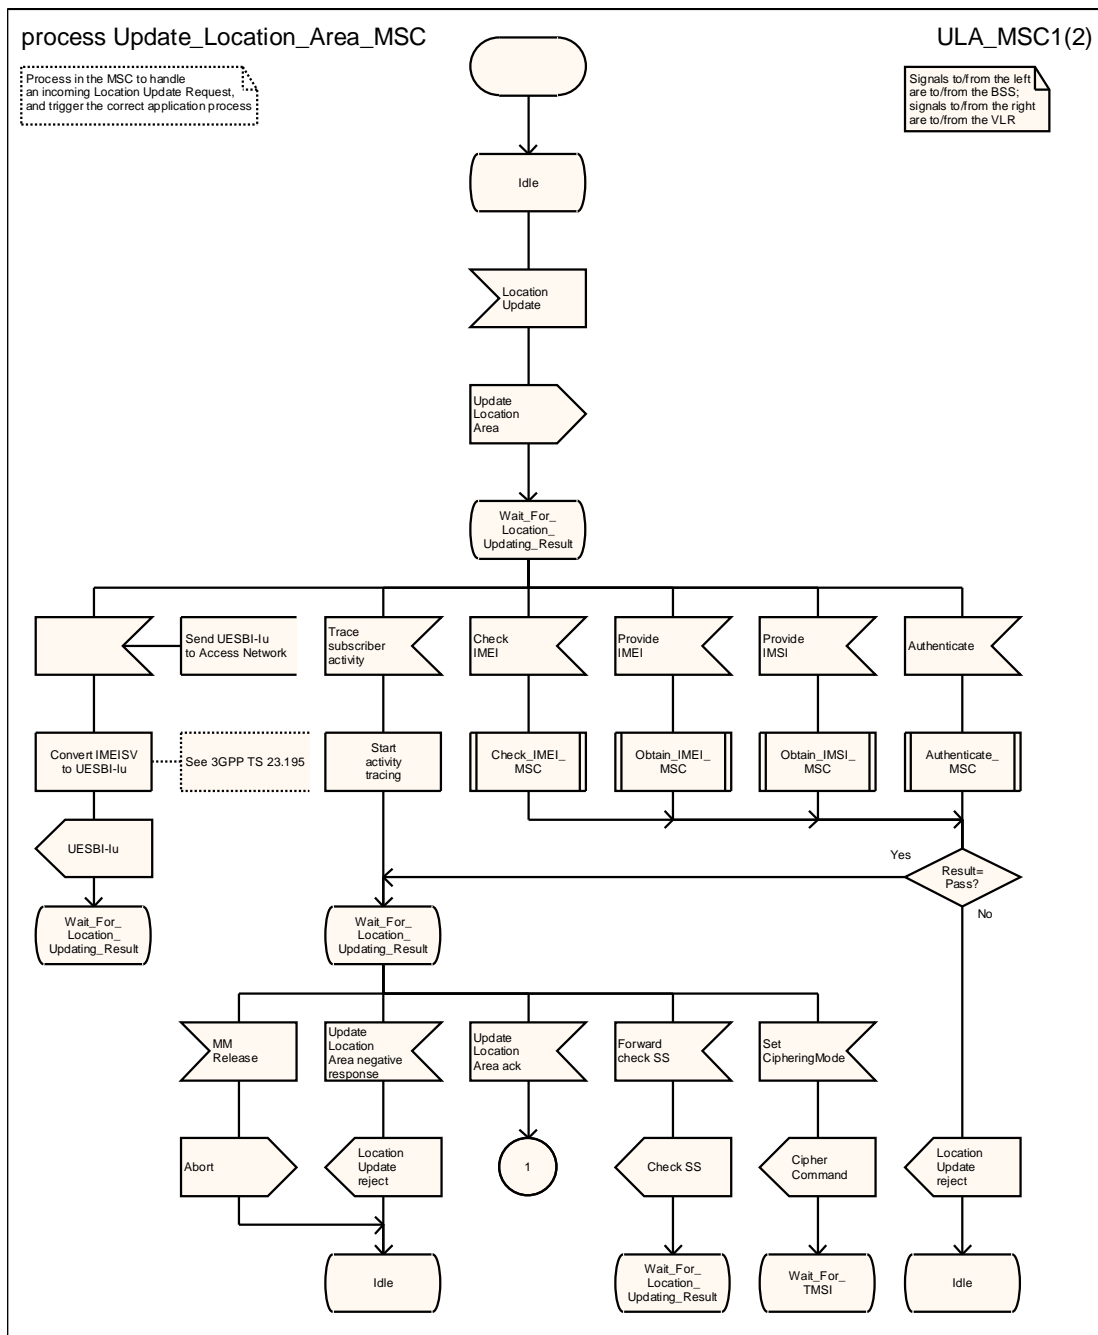 process Update_Location_Area_MSC
ULA_MSC1(2)
Process in the MSC to handle
an incoming Location Update Request,
and trigger the correct application process
Signals to/from the left
are to/from the BSS;
signals to/from the right
are to/from the VLR
Idle
Location
Update
Update
Location
Area
Wait_For_
Location_
Updating_Result
Send UESBI-Iu
to Access Network
Trace
subscriber
activity
Check
IMEI
Provide
IMEI
Provide
IMSI
Authenticate
Convert IMEISV
to UESBI-Iu
See 3GPP TS 23.195
Start
activity
tracing
Check_IMEI_
MSC
Obtain_IMEI_
MSC
Obtain_IMSI_
MSC
Authenticate_
MSC
UESBI-Iu
Yes
Result=
Pass?
No
Wait_For_
Location_
Updating_Result
Wait_For_
Location_
Updating_Result
MM
Release
Update
Location
Area negative
response
Update
Location
Area ack
Forward
check SS
Set
CipheringMode
Abort
Location
Update
reject
1
Check SS
Cipher
Command
Location
Update
reject
Idle
Wait_For_
Location_
Updating_Result
Wait_For_
TMSI
Idle